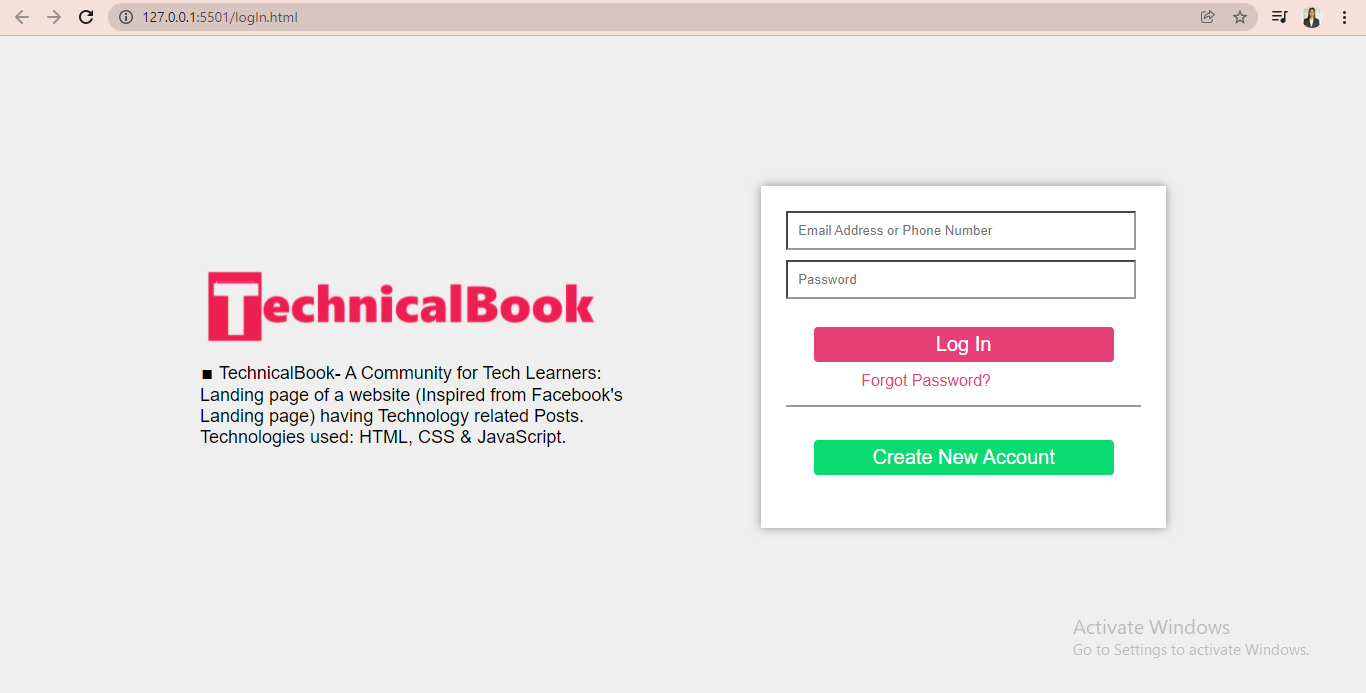 127.0.0.1:5501/logIn.html
Email Address or Phone Number
Password
TechnicalBook
Log In
■ TechnicalBook- A Community for Tech Learners:
Forgot Password?
Landing page of a website (Inspired from Facebook's
Landing page) having Technology related Posts.
Technologies used: HTML, CSS & JavaScript.
Create New Account
Activate Windows
Go to Settings to activate Windows.